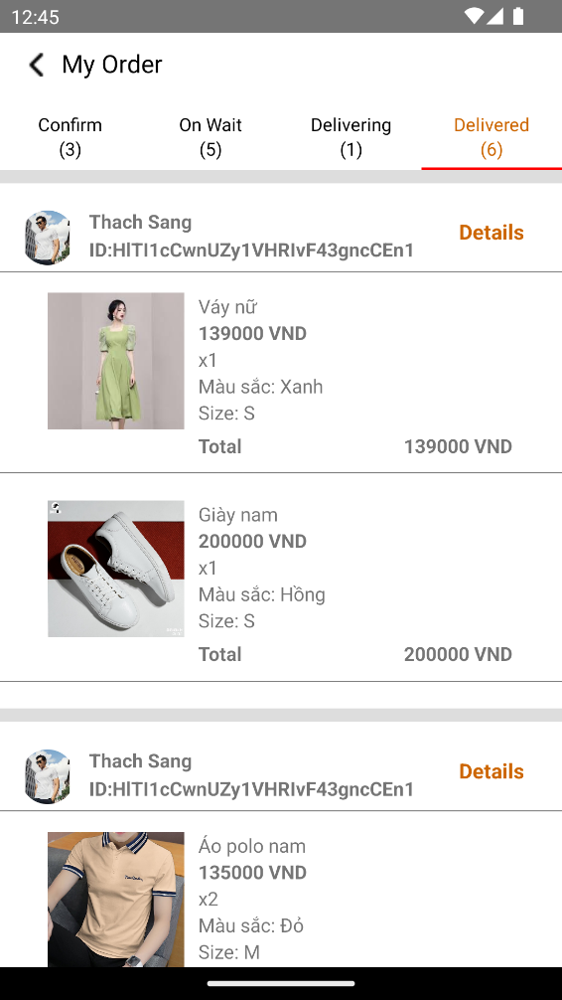 12:45
My Order
Confirm
(3)
On Wait
(5)
Delivering
(1)
Delivered
(6)
Thach Sang
ID:HlTI1cCwnUZy1VHRIvF43gncCEn1
Details
Váy nữ
139000 VND
x1
Màu sắc: Xanh
Size: S
Total 139000 VND
Giày nam
200000 VND
x1
Màu sắc: Hồng
Size: S
Total 200000 VND
Thach Sang
ID:HlTI1cCwnUZy1VHRIvF43gncCEn1
Details
Áo polo nam
135000 VND
x2
Màu sắc: Đỏ
Size: M